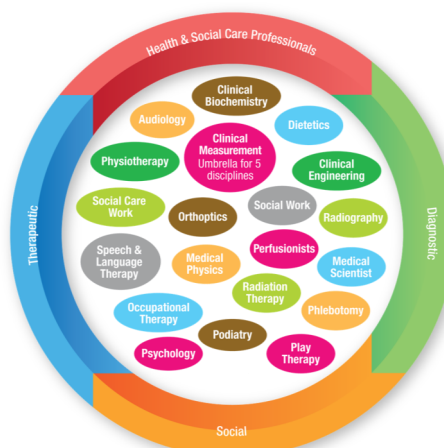 Health & Social Care Professionals
Clinical
Biochemistry
Audiology
Dietetics
Clinical
Measurement
Umbrella for 5
disciplines
Physiotherapy
Clinical
Engineering
Social Care
Work
Orthoptics
Social Work
Radiography
Therapeutic
Diagnostic
Speech &
Language
Therapy
Medical
Physics
Perfusionists
Medical
Scientist
Radiation
Therapy
Occupational
Therapy
Phlebotomy
Podiatry
Psychology
Play
Therapy
Social